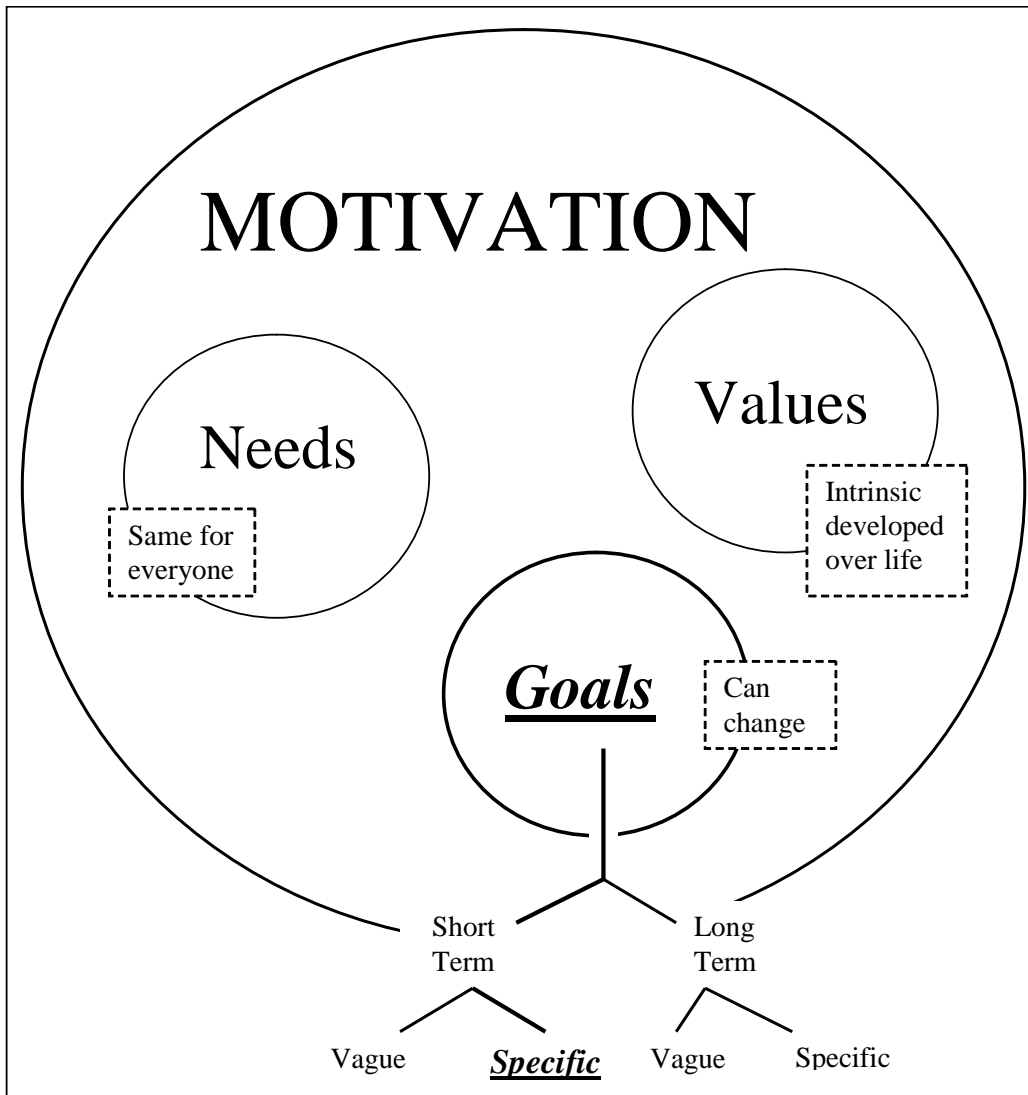 MOTIVATION
Needs
Same for
everyone
Values
Intrinsic
developed
over life
Goals
Can
change
Short
Term
Long
Term
Vague
Specific
Vague
Specific